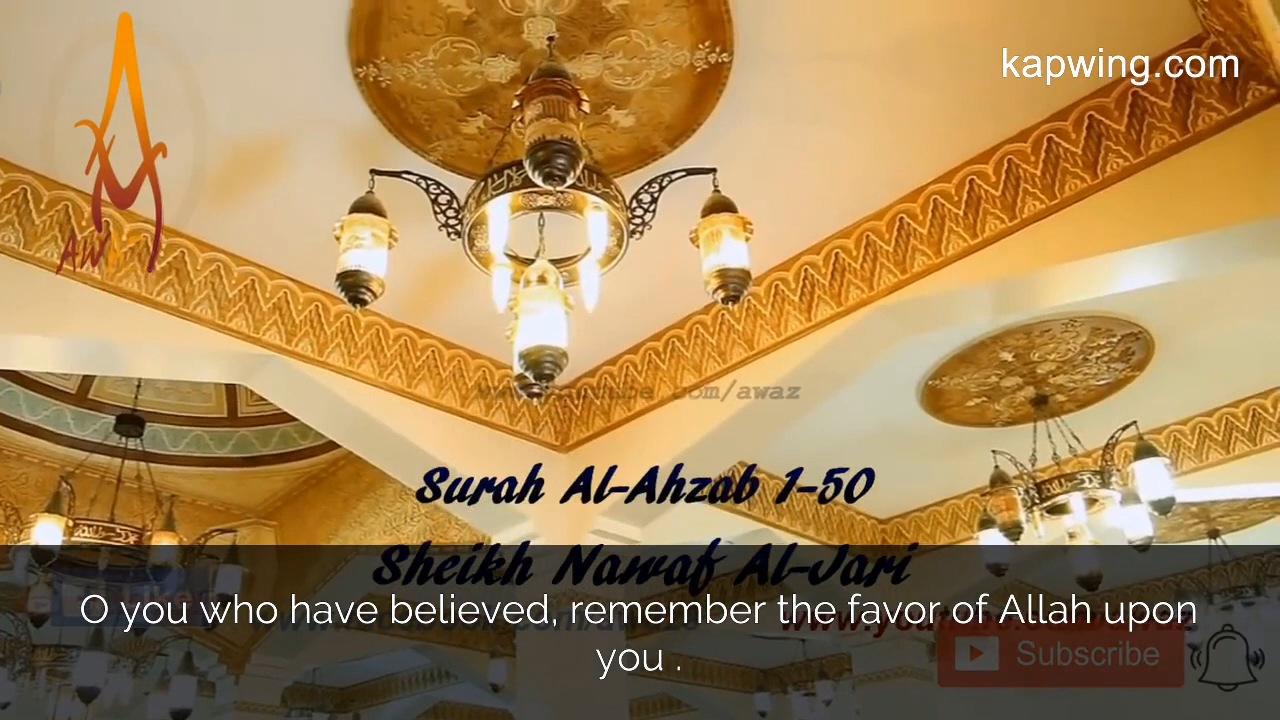 kapwing.com
Surah Al-Ahzab 1-50
Sheikh Nawaf Al-Jari
O you who have believed, remember the favor of Allah upon
you .
Subscribe